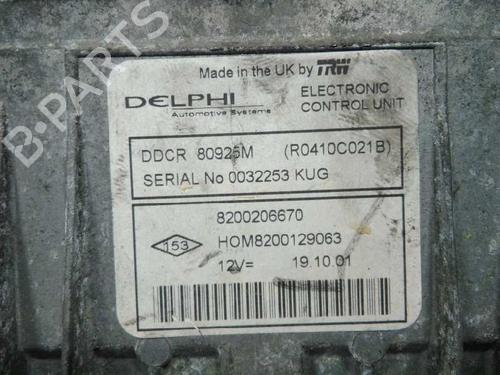 Made in the UK by TRW
DELPHI
Automotive Systems
ELECTRONIC
CONTROL UNIT
DDCR 80925M (R0410C021B)
SERIAL No 0032253 KUG
8200206670
153
HOM8200129063
12V= 19.10.01
B-PARTS